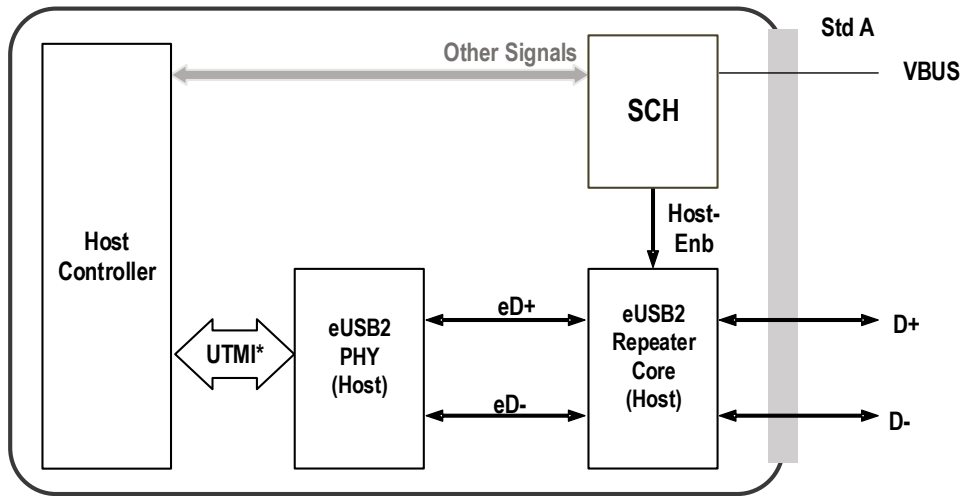 Std A
Other Signals
VBUS
SCH
Host-
Enb
Host
Controller
UTMI*
eUSB2
PHY
(Host)
eD+
eD-
eUSB2
Repeater
Core
(Host)
D+
D-